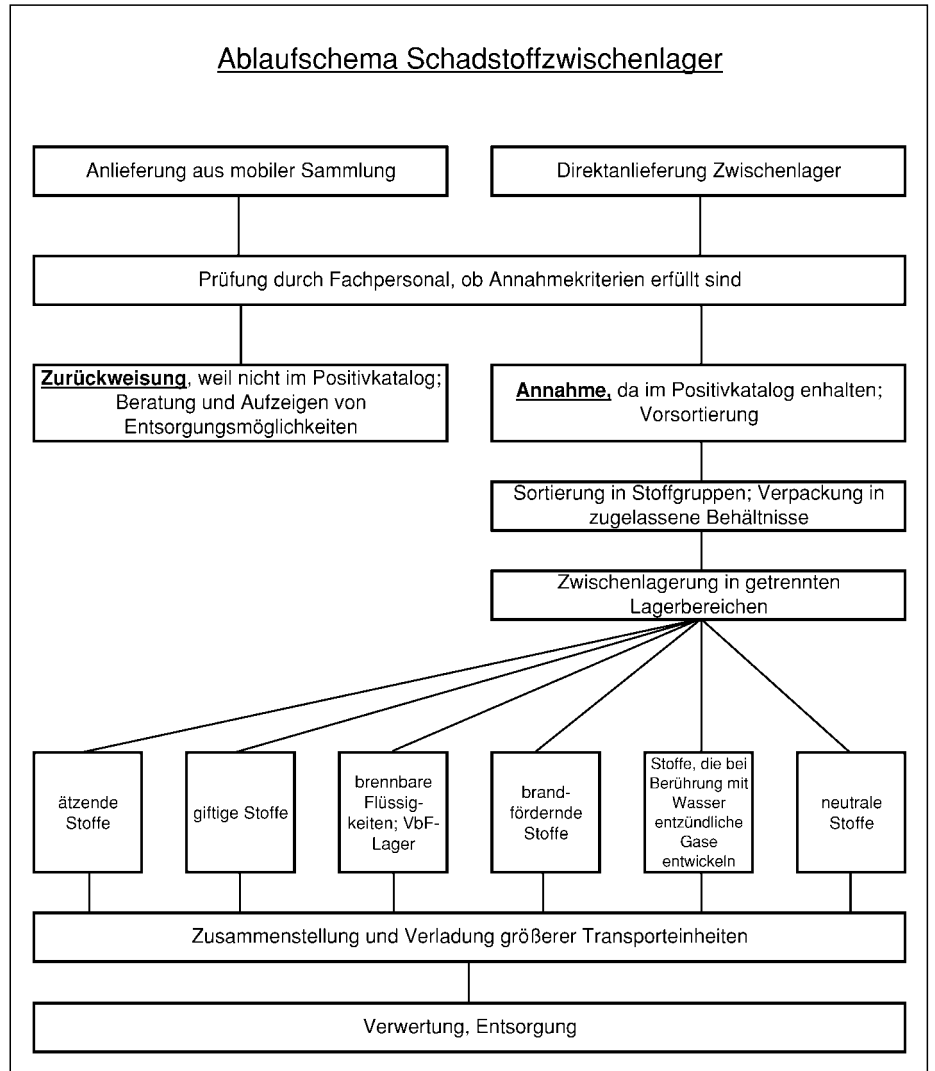 Ablaufschema Schadstoffzwischenlager
Anlieferung aus mobiler Sammlung
Direktanlieferung Zwischenlager
Prüfung durch Fachpersonal, ob Annahmekriterien erfüllt sind
Zurückweisung, weil nicht im Positivkatalog;
Beratung und Aufzeigen von
Entsorgungsmöglichkeiten
Annahme, da im Positivkatalog enhalten;
Vorsortierung
Sortierung in Stoffgruppen; Verpackung in
zugelassene Behältnisse
Zwischenlagerung in getrennten
Lagerbereichen
ätzende
Stoffe
giftige Stoffe
brennbare
Flüssig-
keiten; VbF-
Lager
brand-
fördernde
Stoffe
Stoffe, die bei
Berührung mit
Wasser
entzündliche
Gase
entwickeln
neutrale
Stoffe
Zusammenstellung und Verladung größerer Transporteinheiten
Verwertung, Entsorgung